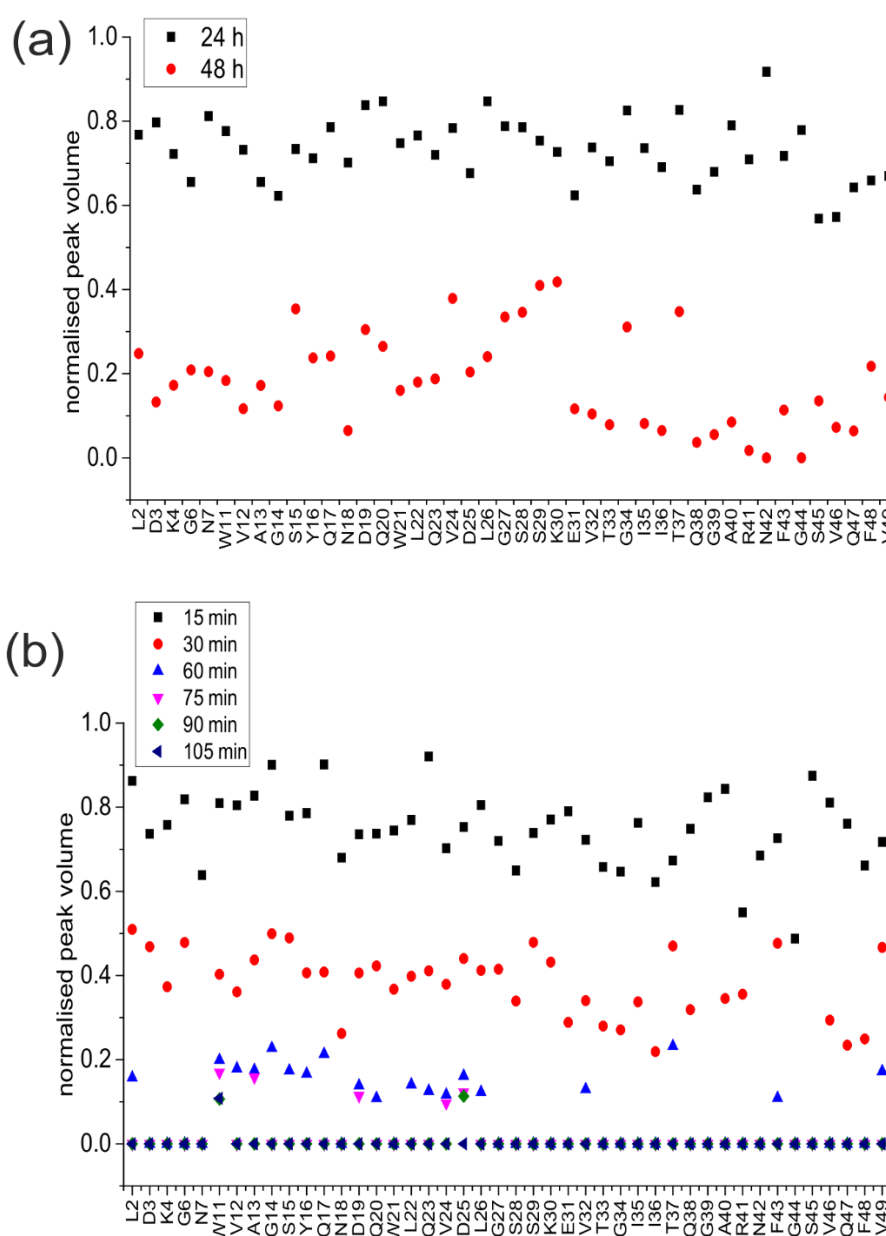 (a)
24 h
48 h
1.0
0.8
0.6
0.4
0.2
0.0
normalised peak volume
L2 D3 K4 G6 N7 W11 V12 A13 G14 S15 Y16 Q17 N18 D19 Q20 W21 L22 Q23 V24 D25 L26 G27 S28 S29 K30 E31 V32 T33 G34 I35 I36 T37 Q38 G39 A40 R41 N42 F43 G44 S45 V46 Q47 F48 V49
(b)
15 min
30 min
60 min
75 min
90 min
105 min
1.0
0.8
0.6
0.4
0.2
0.0
normalised peak volume
L2 D3 K4 G6 N7 W11 V12 A13 G14 S15 Y16 Q17 N18 D19 Q20 W21 L22 Q23 V24 D25 L26 G27 S28 S29 K30 E31 V32 T33 G34 I35 I36 T37 Q38 G39 A40 R41 N42 F43 G44 S45 V46 Q47 F48 V49